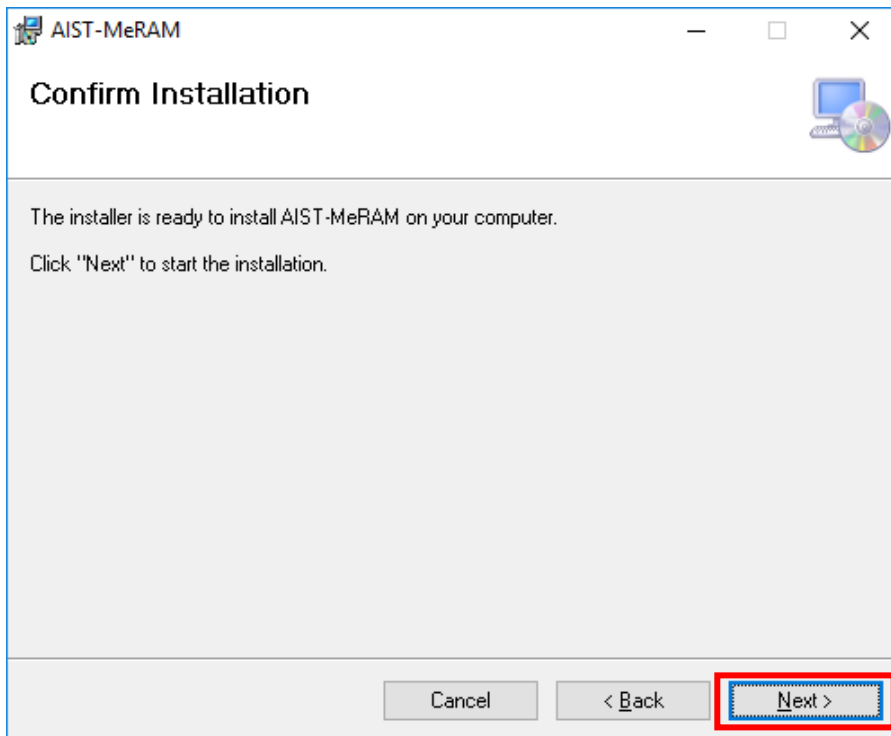 AIST-MeRAM
Confirm Installation
The installer is ready to install AIST-MeRAM on your computer.
Click "Next" to start the installation.
Cancel
< Back
Next >